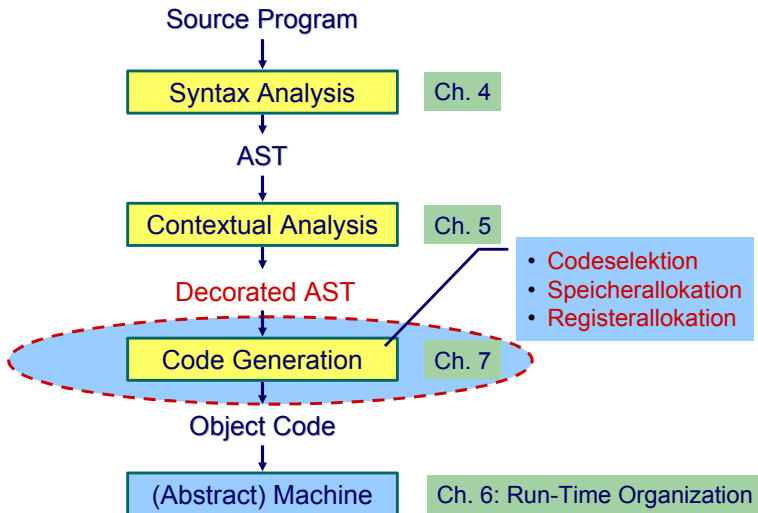 Source Program
Syntax Analysis
Ch. 4
AST
Contextual Analysis
Ch. 5
• Codeselektion
• Speicherallokation
• Registerallokation
Decorated AST
Code Generation
Ch. 7
Object Code
(Abstract) Machine
Ch. 6: Run-Time Organization